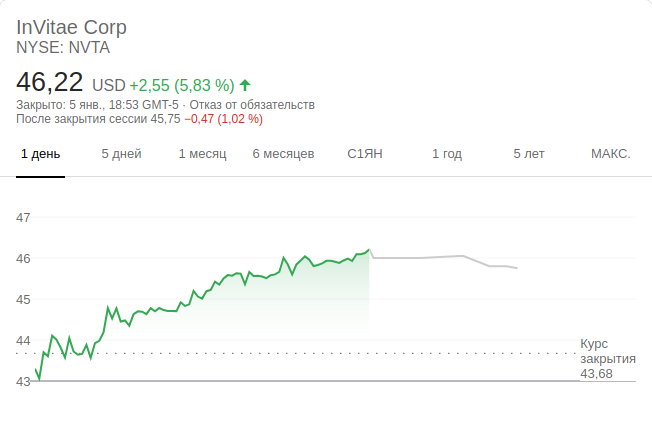 InVitae Corp
NYSE: NVTA
46,22 USD +2,55 (5,83 %)
Закрыто: 5 янв., 18:53 GMT-5 · Отказ от обязательств
После закрытия сессии 45,75 −0,47 (1,02 %)
1 день 5 дней 1 месяц 6 месяцев С1ЯН 1 год 5 лет МАКС.
47
46
45
44
Курс
закрытия
43,68
43